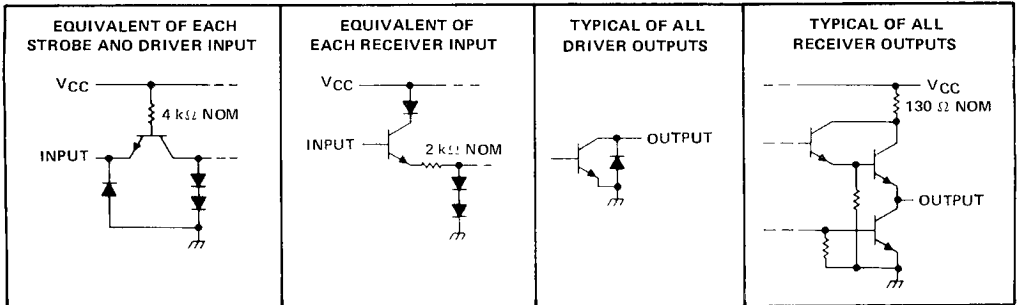 EQUIVALENT OF EACH
STROBE AND DRIVER INPUT
VCC
4 kΩ NOM
INPUT
EQUIVALENT OF
EACH RECEIVER INPUT
VCC
INPUT
2 kΩ NOM
TYPICAL OF ALL
DRIVER OUTPUTS
OUTPUT
TYPICAL OF ALL
RECEIVER OUTPUTS
VCC
130 Ω NOM
OUTPUT